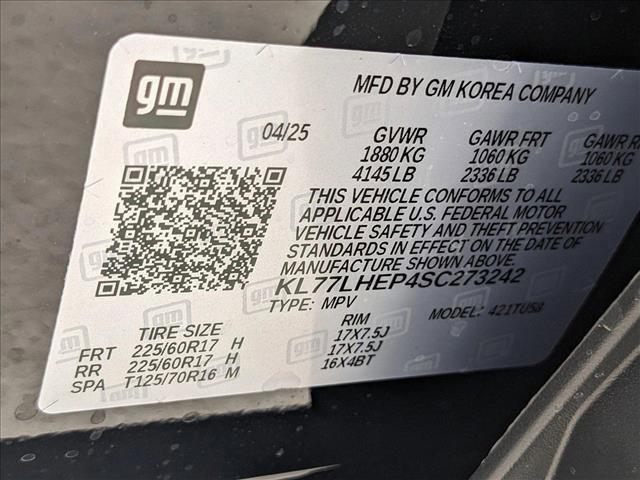 gm
MFD BY GM KOREA COMPANY
04/25 GVWR GAWR FRT GAWR RR
1880 KG 1060 KG 1060 KG
4145 LB 2336 LB 2336 LB
THIS VEHICLE CONFORMS TO ALL
APPLICABLE U.S. FEDERAL MOTOR
VEHICLE SAFETY AND THEFT PREVENTION
STANDARDS IN EFFECT ON THE DATE OF
MANUFACTURE SHOWN ABOVE.
KL77LHEP4SC273242
TYPE: MPV MODEL: 421TU58
TIRE SIZE RIM
FRT 225/60R17 H 17X7.5J
RR 225/60R17 H 17X7.5J
SPA T125/70R16 M 16X4BT